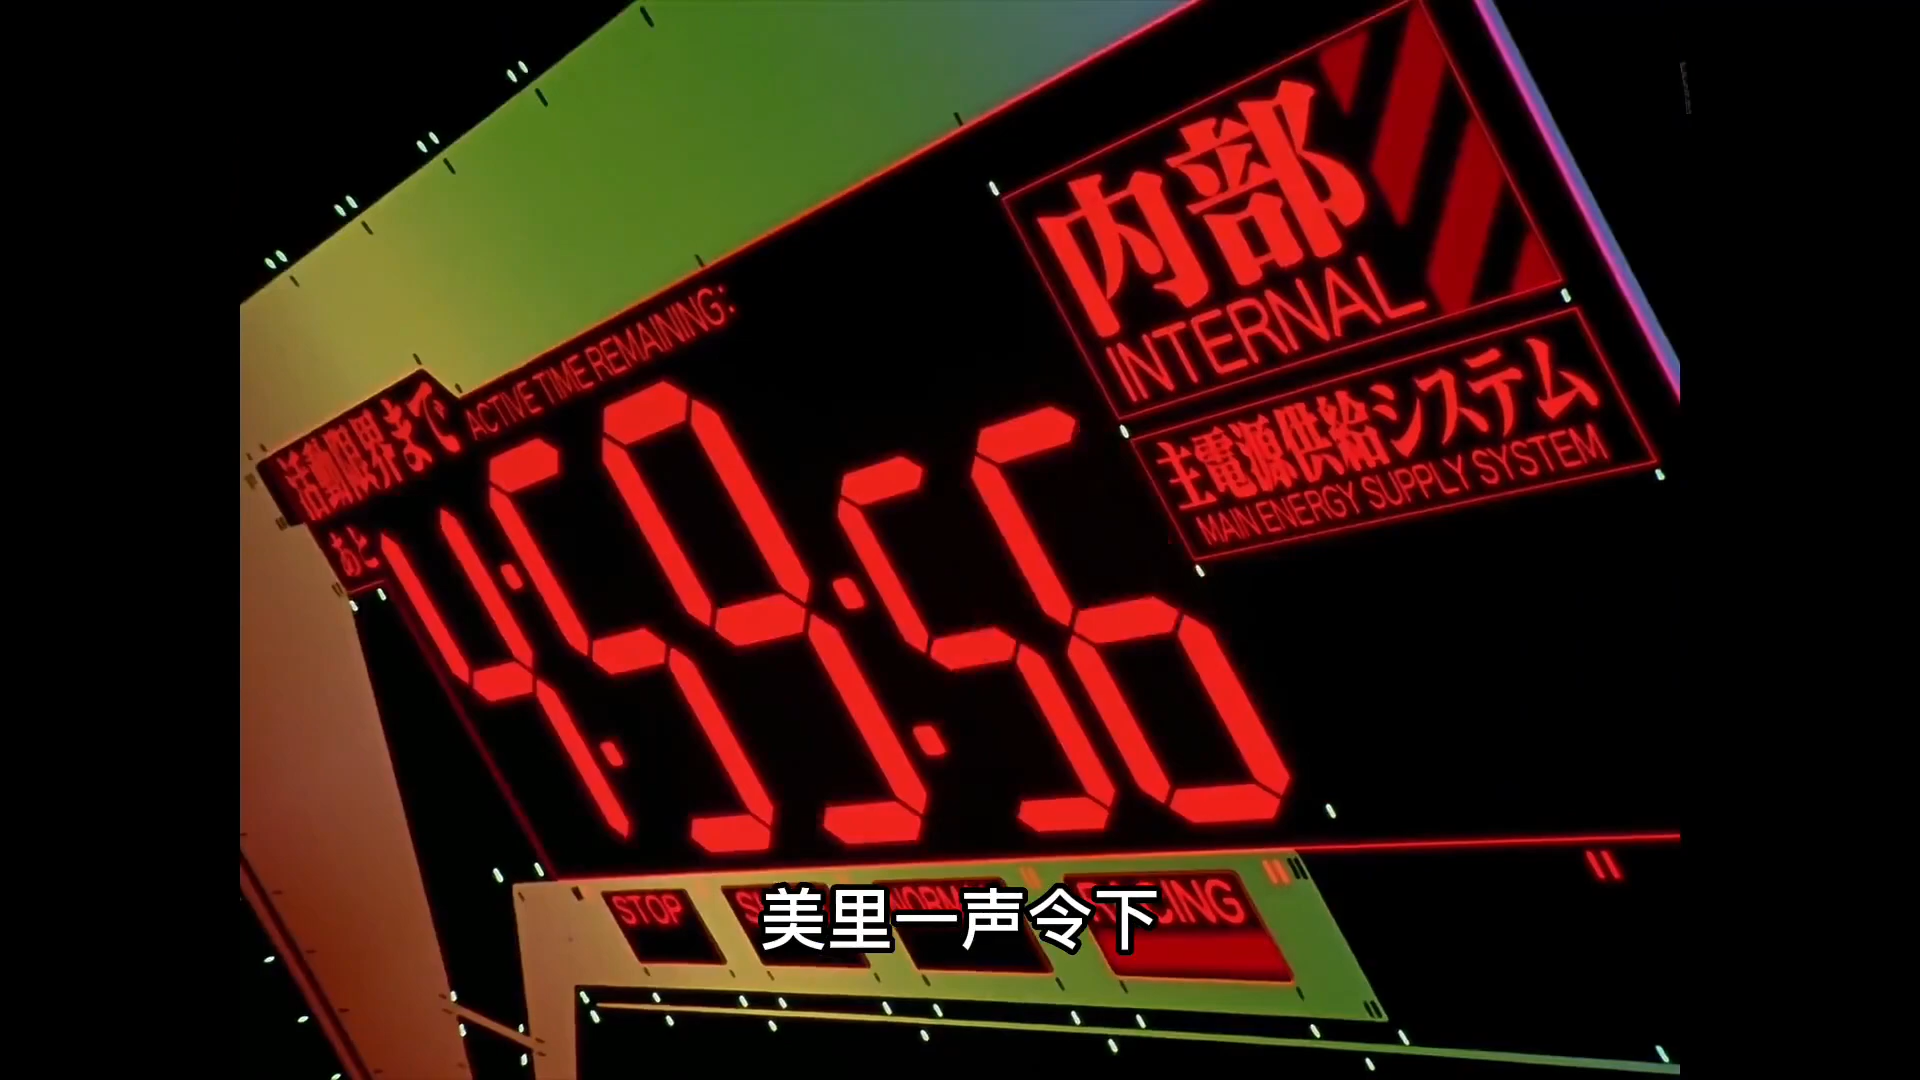 内部
INTERNAL
主電源供給システム
MAIN ENERGY SUPPLY SYSTEM
活動限界まで
ACTIVE TIME REMAINING:
あと
4:59:56
STOP
RACING
美里一声令下